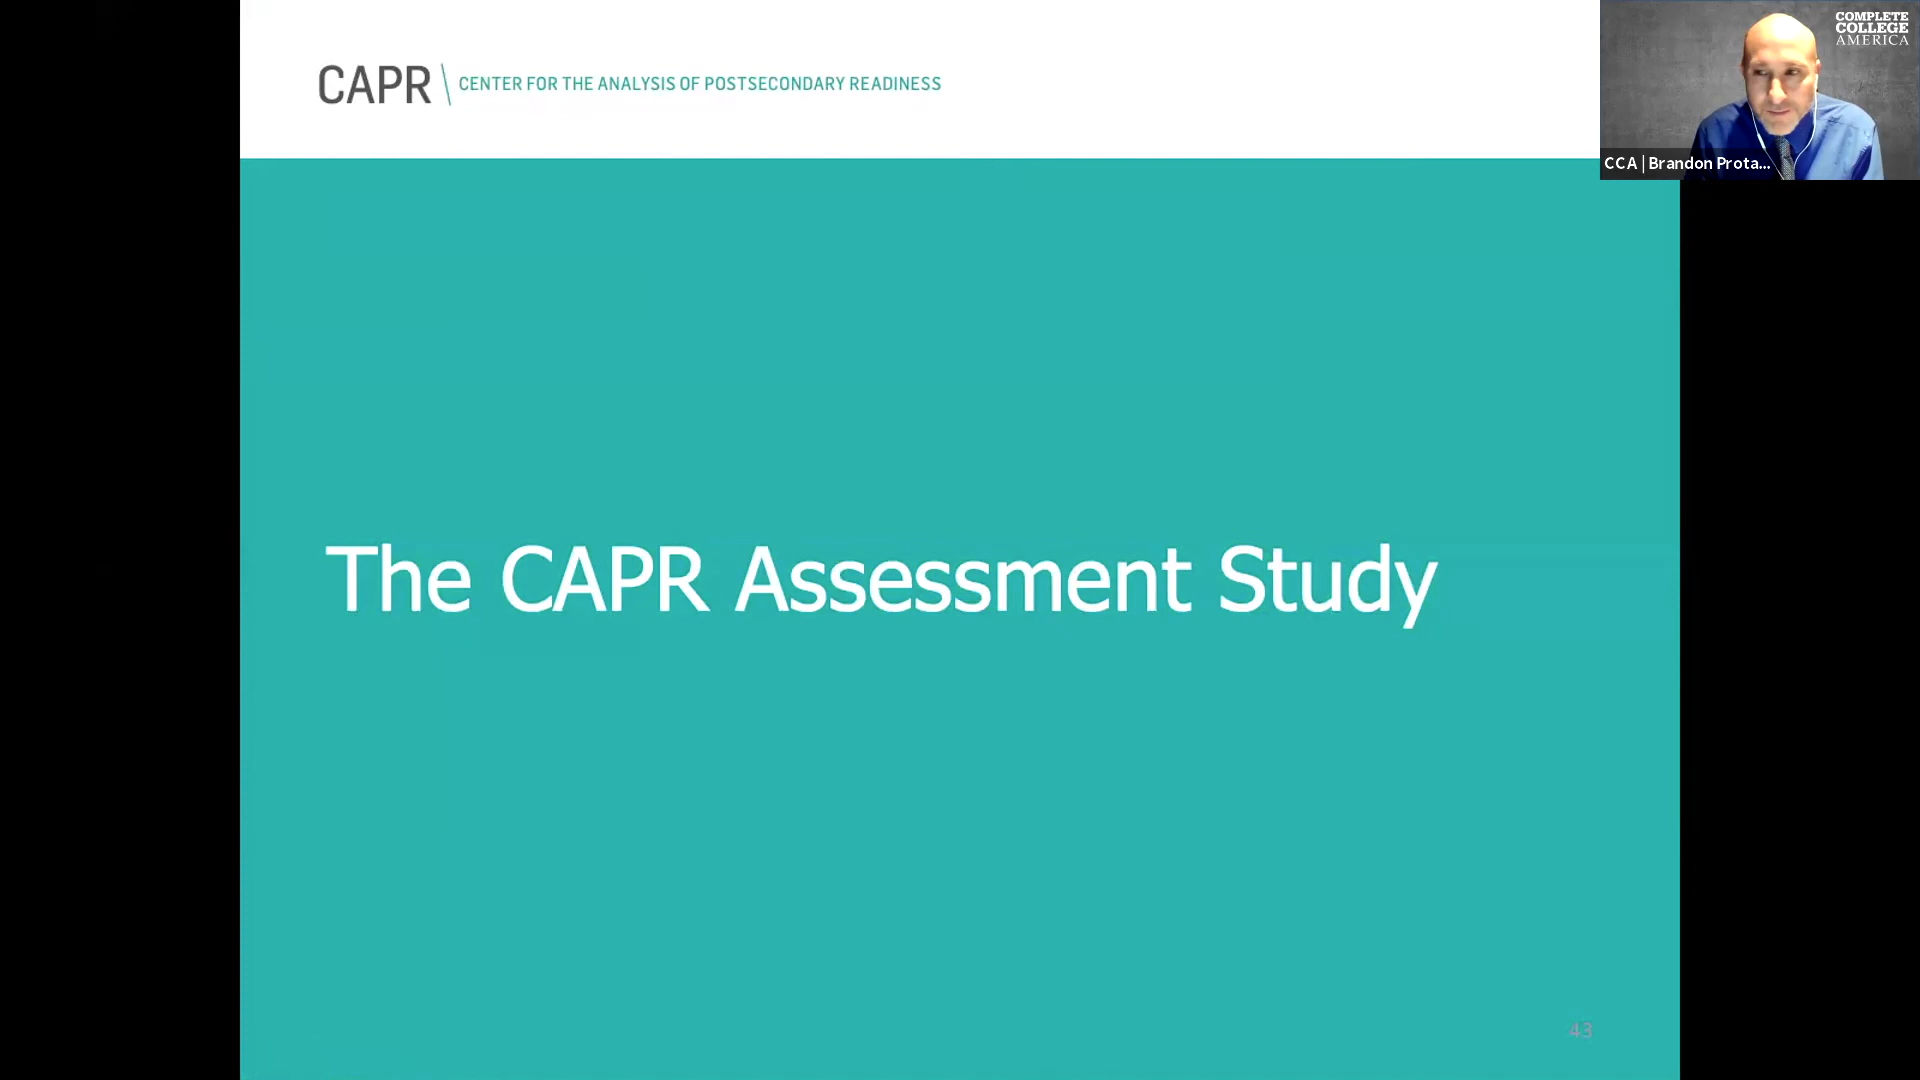 CAPR
CENTER FOR THE ANALYSIS OF POSTSECONDARY READINESS
COMPLETE
COLLEGE
AMERICA
CCA | Brandon Prota...
The CAPR Assessment Study
43